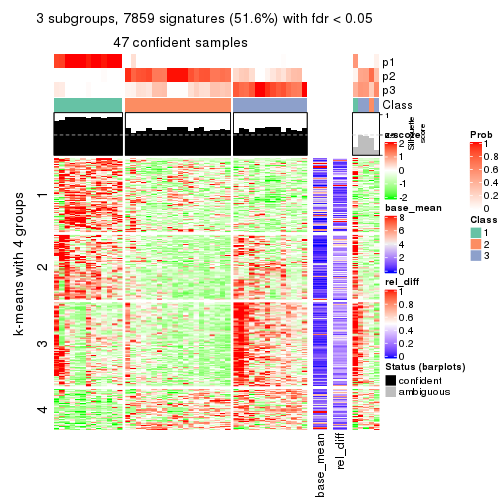 3 subgroups, 7859 signatures (51.6%) with fdr < 0.05
47 confident samples
p1
p2
p3
Class
1
Silhouette
score
k-means with 4 groups
1
2
3
4
base_mean
rel_diff
z-score
2
1
0
-1
-2
base_mean
8
6
4
2
0
rel_diff
1
0.8
0.6
0.4
0.2
0
Status (barplots)
confident
ambiguous
Prob
1
0.8
0.6
0.4
0.2
0
Class
1
2
3